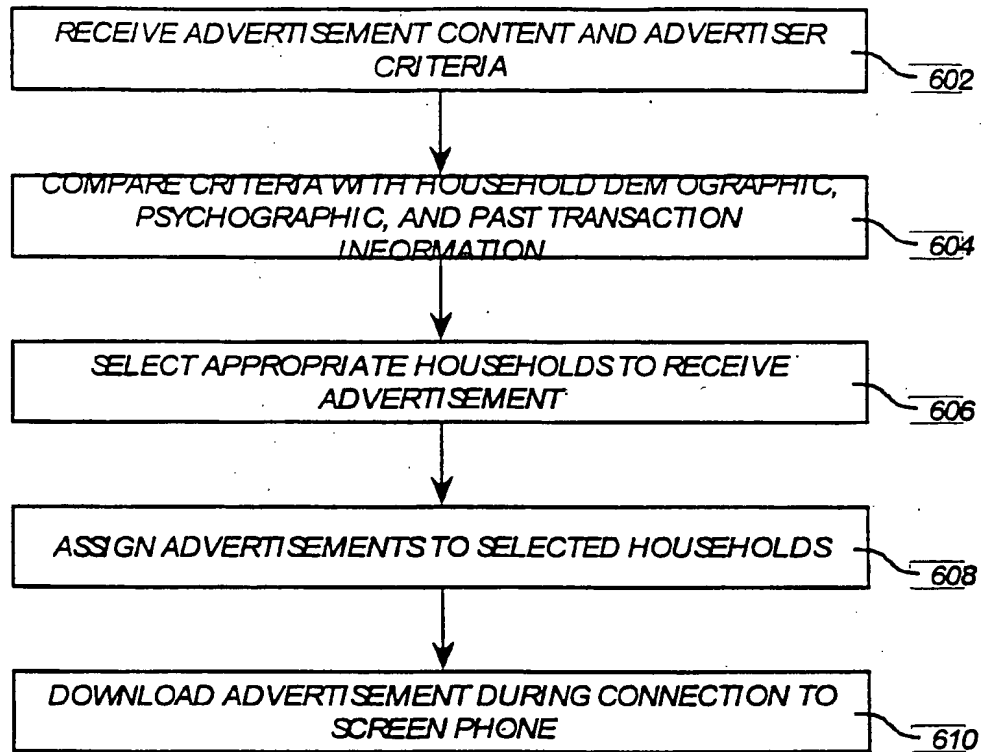 RECEIVE ADVERTISEMENT CONTENT AND ADVERTISER
CRITERIA
602
COMPARE CRITERIA WITH HOUSEHOLD DEMOGRAPHIC,
PSYCHOGRAPHIC, AND PAST TRANSACTION
INFORMATION
604
SELECT APPROPRIATE HOUSEHOLDS TO RECEIVE
ADVERTISEMENT
606
ASSIGN ADVERTISEMENTS TO SELECTED HOUSEHOLDS
608
DOWNLOAD ADVERTISEMENT DURING CONNECTION TO
SCREEN PHONE
610